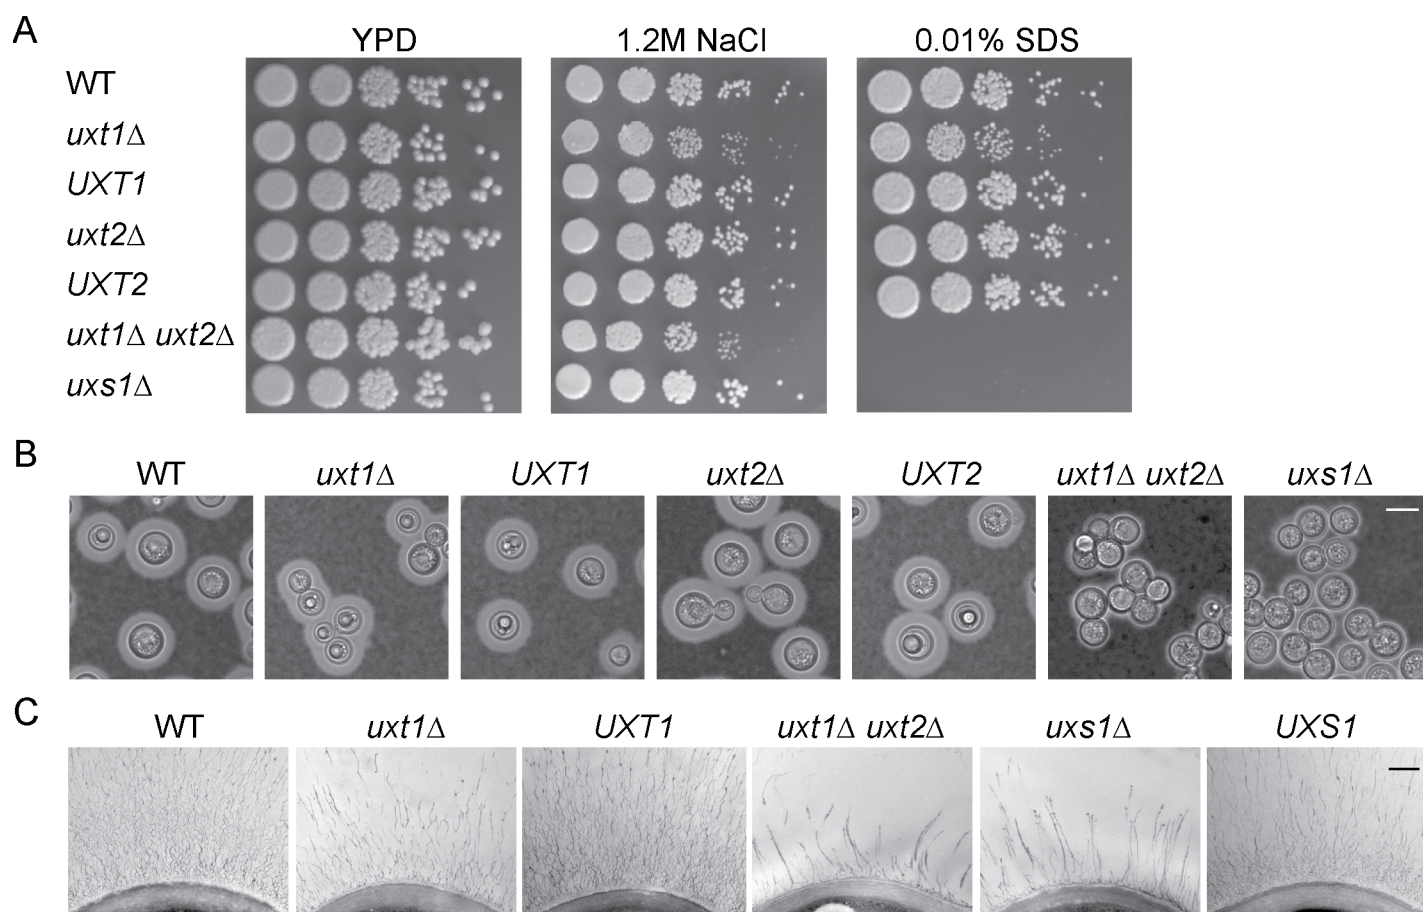 A
YPD 1.2M NaCl 0.01% SDS
WT
uxt1Δ
UXT1
uxt2Δ
UXT2
uxt1Δ uxt2Δ
uxs1Δ
B
WT uxt1Δ UXT1 uxt2Δ UXT2 uxt1Δ uxt2Δ uxs1Δ
C
WT uxt1Δ UXT1 uxt1Δ uxt2Δ uxs1Δ UXS1